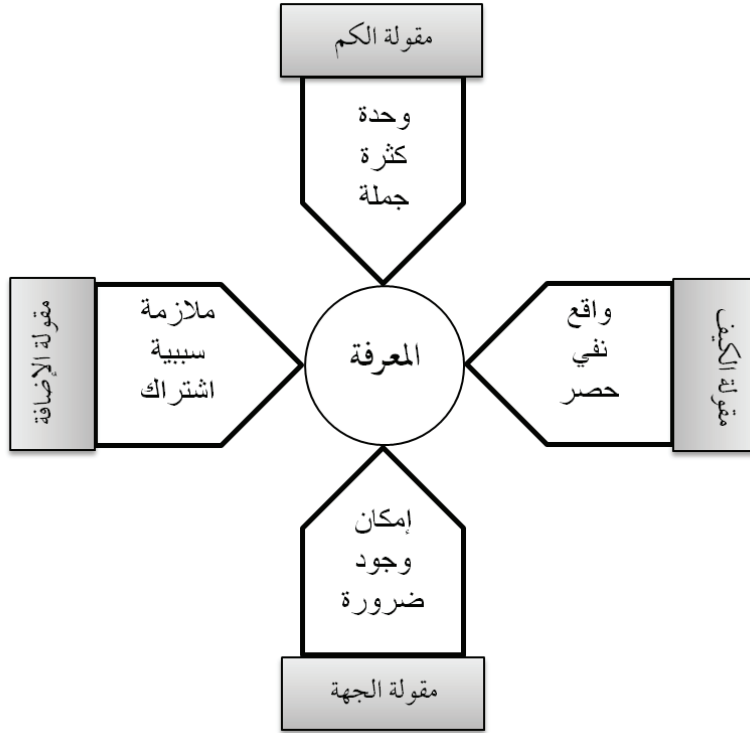 مقولة الكم
وحدة
كثرة
جملة
مقولة الكيف
واقع
نفي
حصر
المعرفة
ملازمة
سببية
اشتراك
مقولة الإضافة
إمكان
وجود
ضرورة
مقولة الجهة